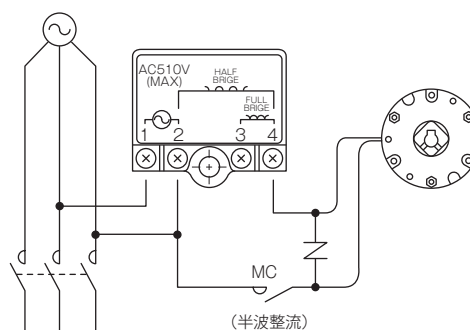 AC510V
(MAX)
HALF
BRIGE
FULL
BRIGE
1 2 3 4
MC
(半波整流)